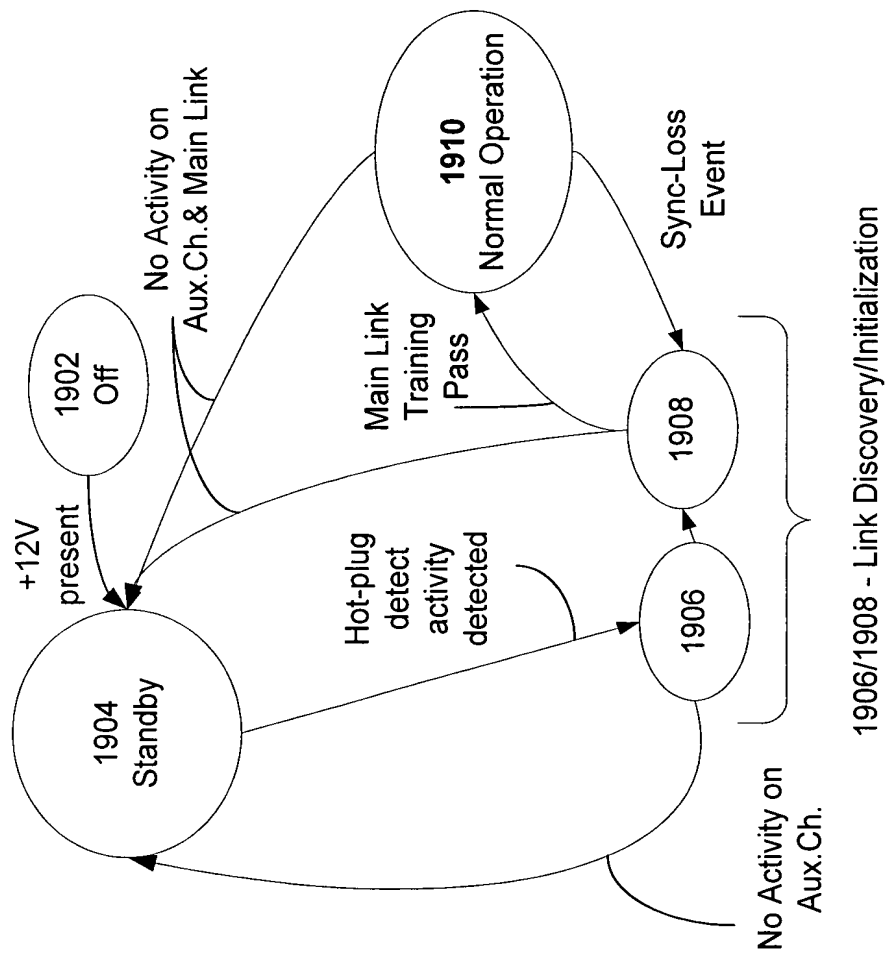 1902
Off
+12V
present
No Activity on
Aux.Ch.& Main Link
1904
Standby
1910
Normal Operation
Main Link
Training
Pass
Hot-plug
detect
activity
detected
Sync-Loss
Event
1906
1908
No Activity on
Aux.Ch.
1906/1908 - Link Discovery/Initialization